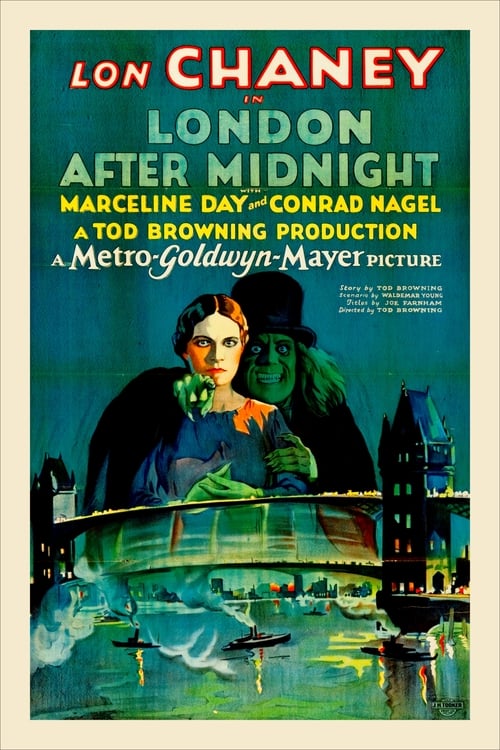 LON CHANEY
IN
LONDON
AFTER MIDNIGHT
WITH
MARCELINE DAY and CONRAD NAGEL
A TOD BROWNING PRODUCTION
A Metro-Goldwyn-Mayer PICTURE
Story by TOD BROWNING
Scenario by WALDEMAR YOUNG
Titles by JOE FARNHAM
Directed by TOD BROWNING